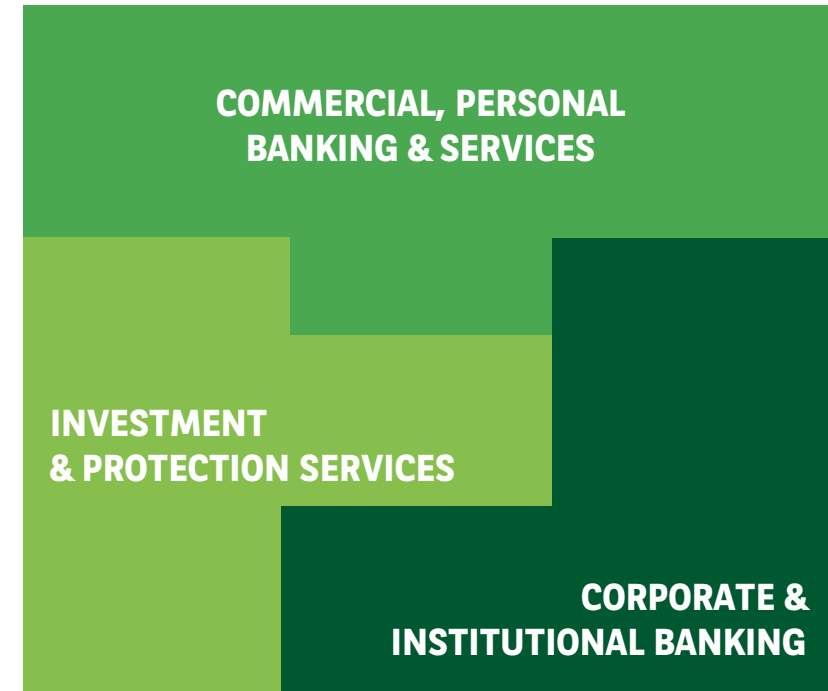 COMMERCIAL, PERSONAL
BANKING & SERVICES
INVESTMENT
& PROTECTION SERVICES
CORPORATE &
INSTITUTIONAL BANKING